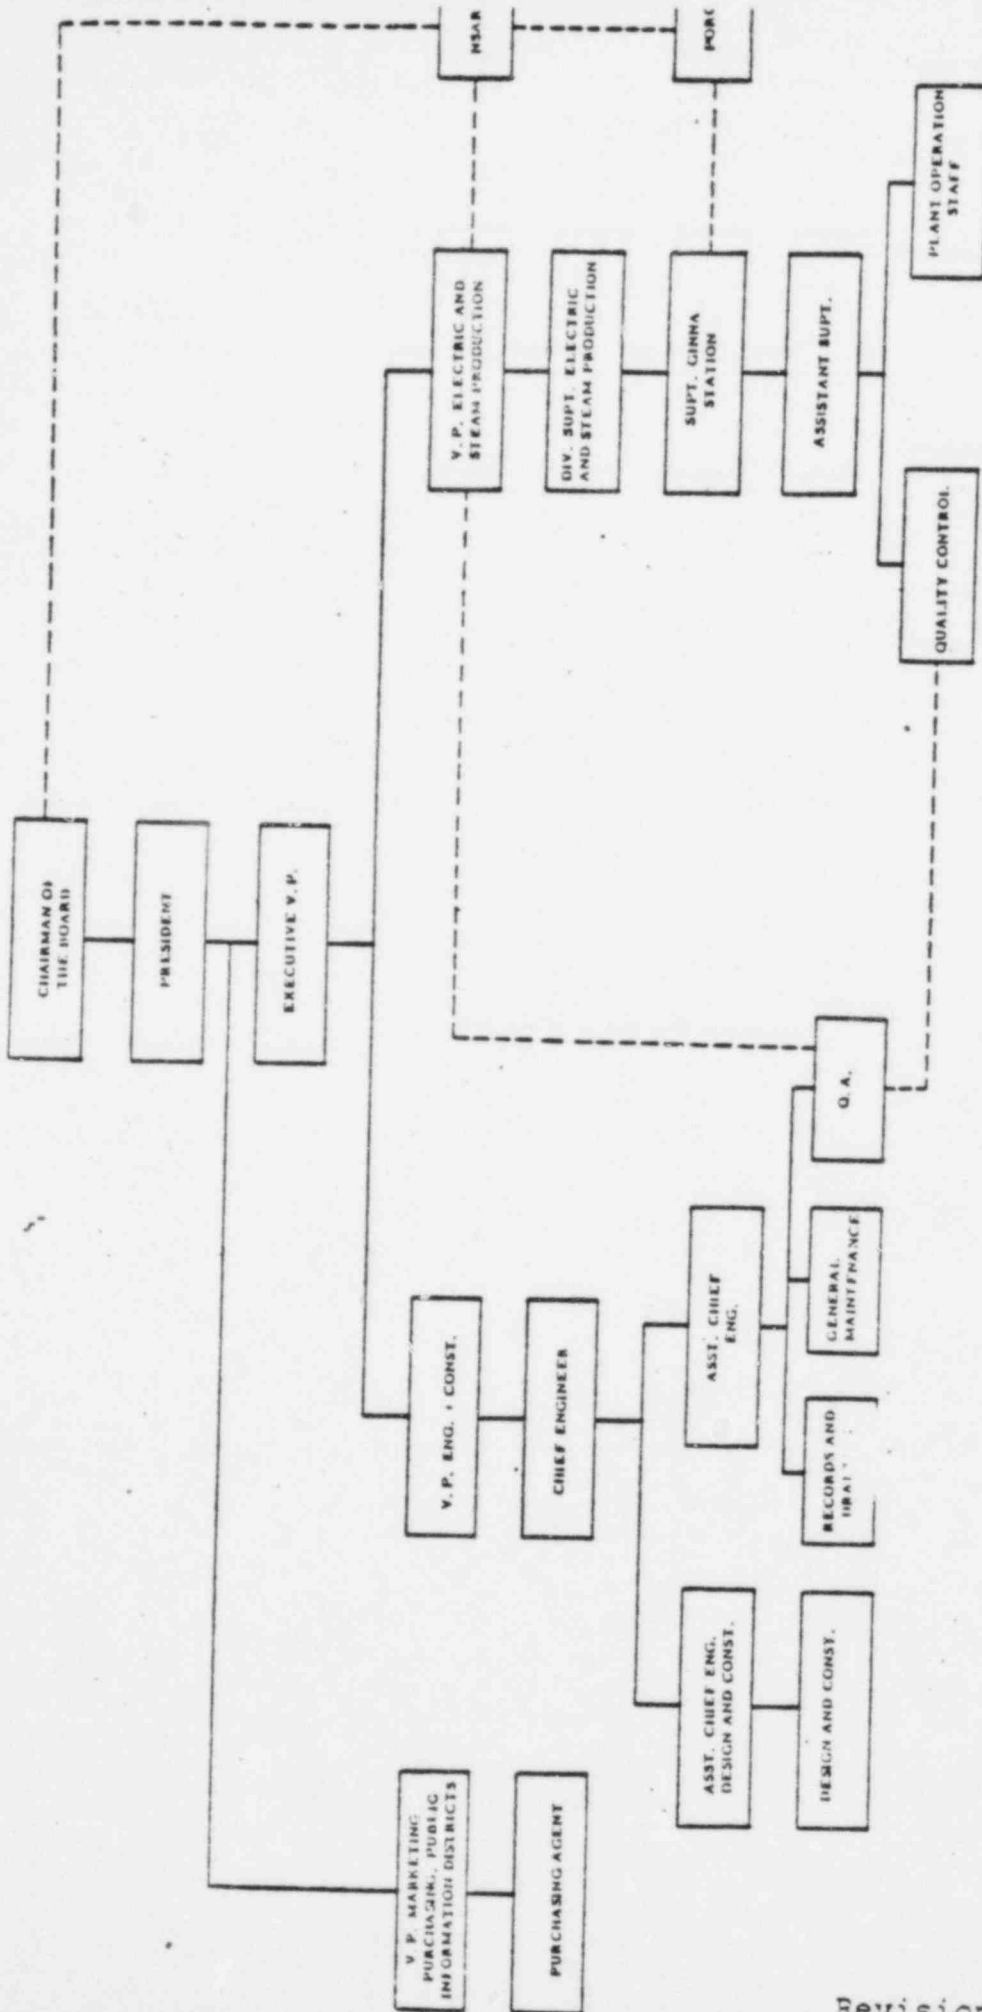 CHAIRMAN OF
THE BOARD
PRESIDENT
EXECUTIVE V.P.
V.P. MARKETING
PURCHASING, PUBLIC
INFORMATION DISTRICTS
PURCHASING AGENT
V.P. ENG. & CONST.
CHIEF ENGINEER
ASST. CHIEF ENG.
DESIGN AND CONST.
DESIGN AND CONST.
ASST. CHIEF
ENG.
RECORDS AND
GENERAL
MAINTENANCE
Q.A.
V.P. ELECTRIC AND
STEAM PRODUCTION
DIV. SUPT. ELECTRIC
AND STEAM PRODUCTION
SUPT. GINNA
STATION
ASSISTANT SUPT.
QUALITY CONTROL
PLANT OPERATION
STAFF
NSAR
PORC